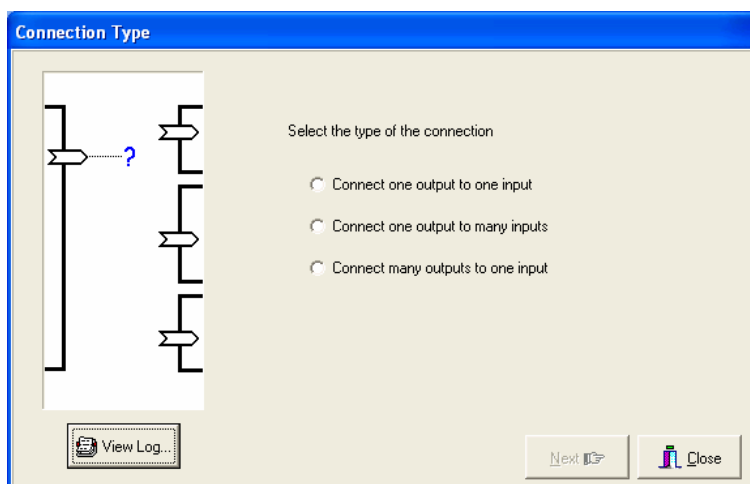 Connection Type
?
Select the type of the connection
Connect one output to one input
Connect one output to many inputs
Connect many outputs to one input
View Log...
Next
Close